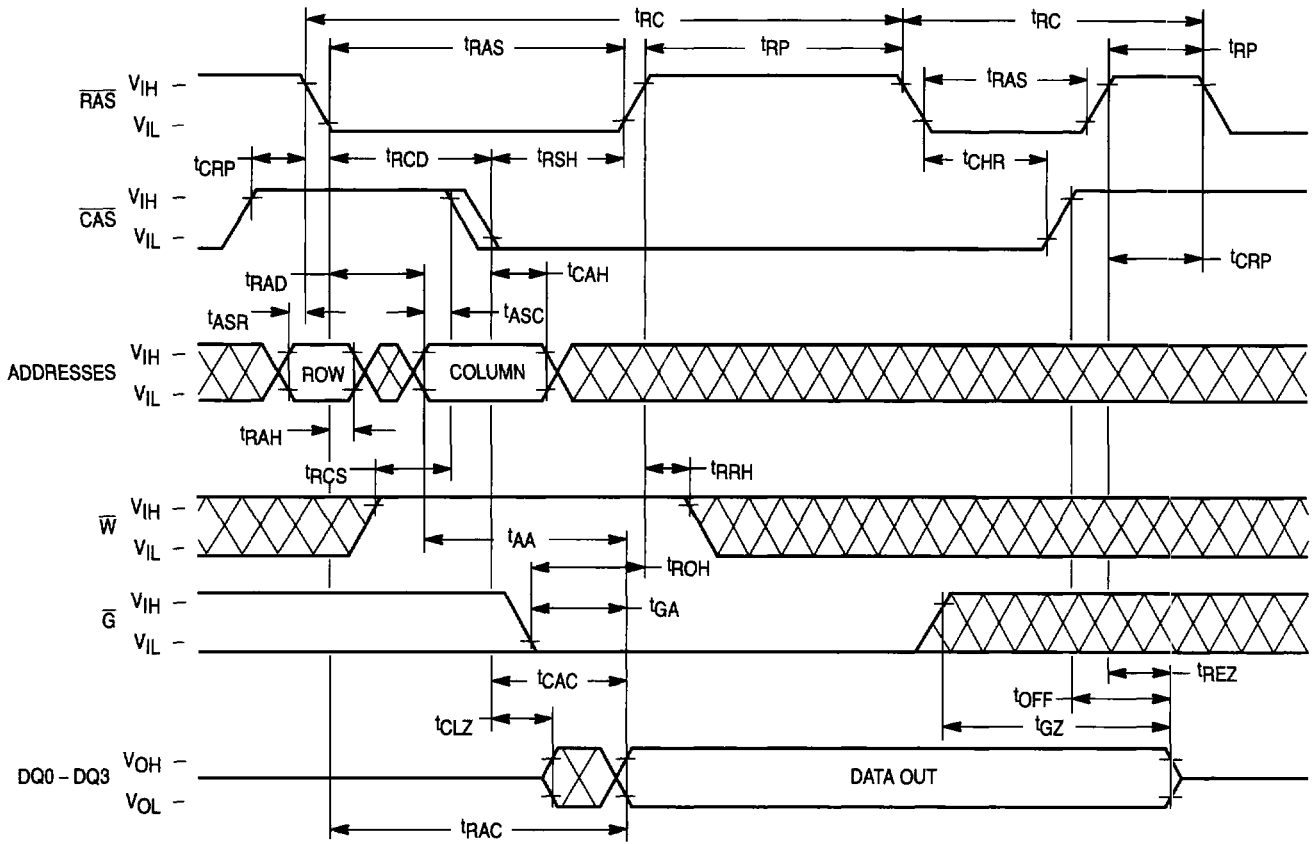 tRC tRC
tRAS tRP tRP
tRAS
RAS VIH
VIL
tCRP tRCD tRSH tCHR
CAS VIH
VIL
tRAD tCAH tCRP
tASR tASC
ADDRESSES VIH
ROW COLUMN
VIL
tRAH
tRCS tRRH
W VIH
VIL
tAA
tROH
G VIH
tGA
VIL
tCAC tREZ
tCLZ tOFF
tGZ
DQ0 – DQ3 VOH
DATA OUT
VOL
tRAC